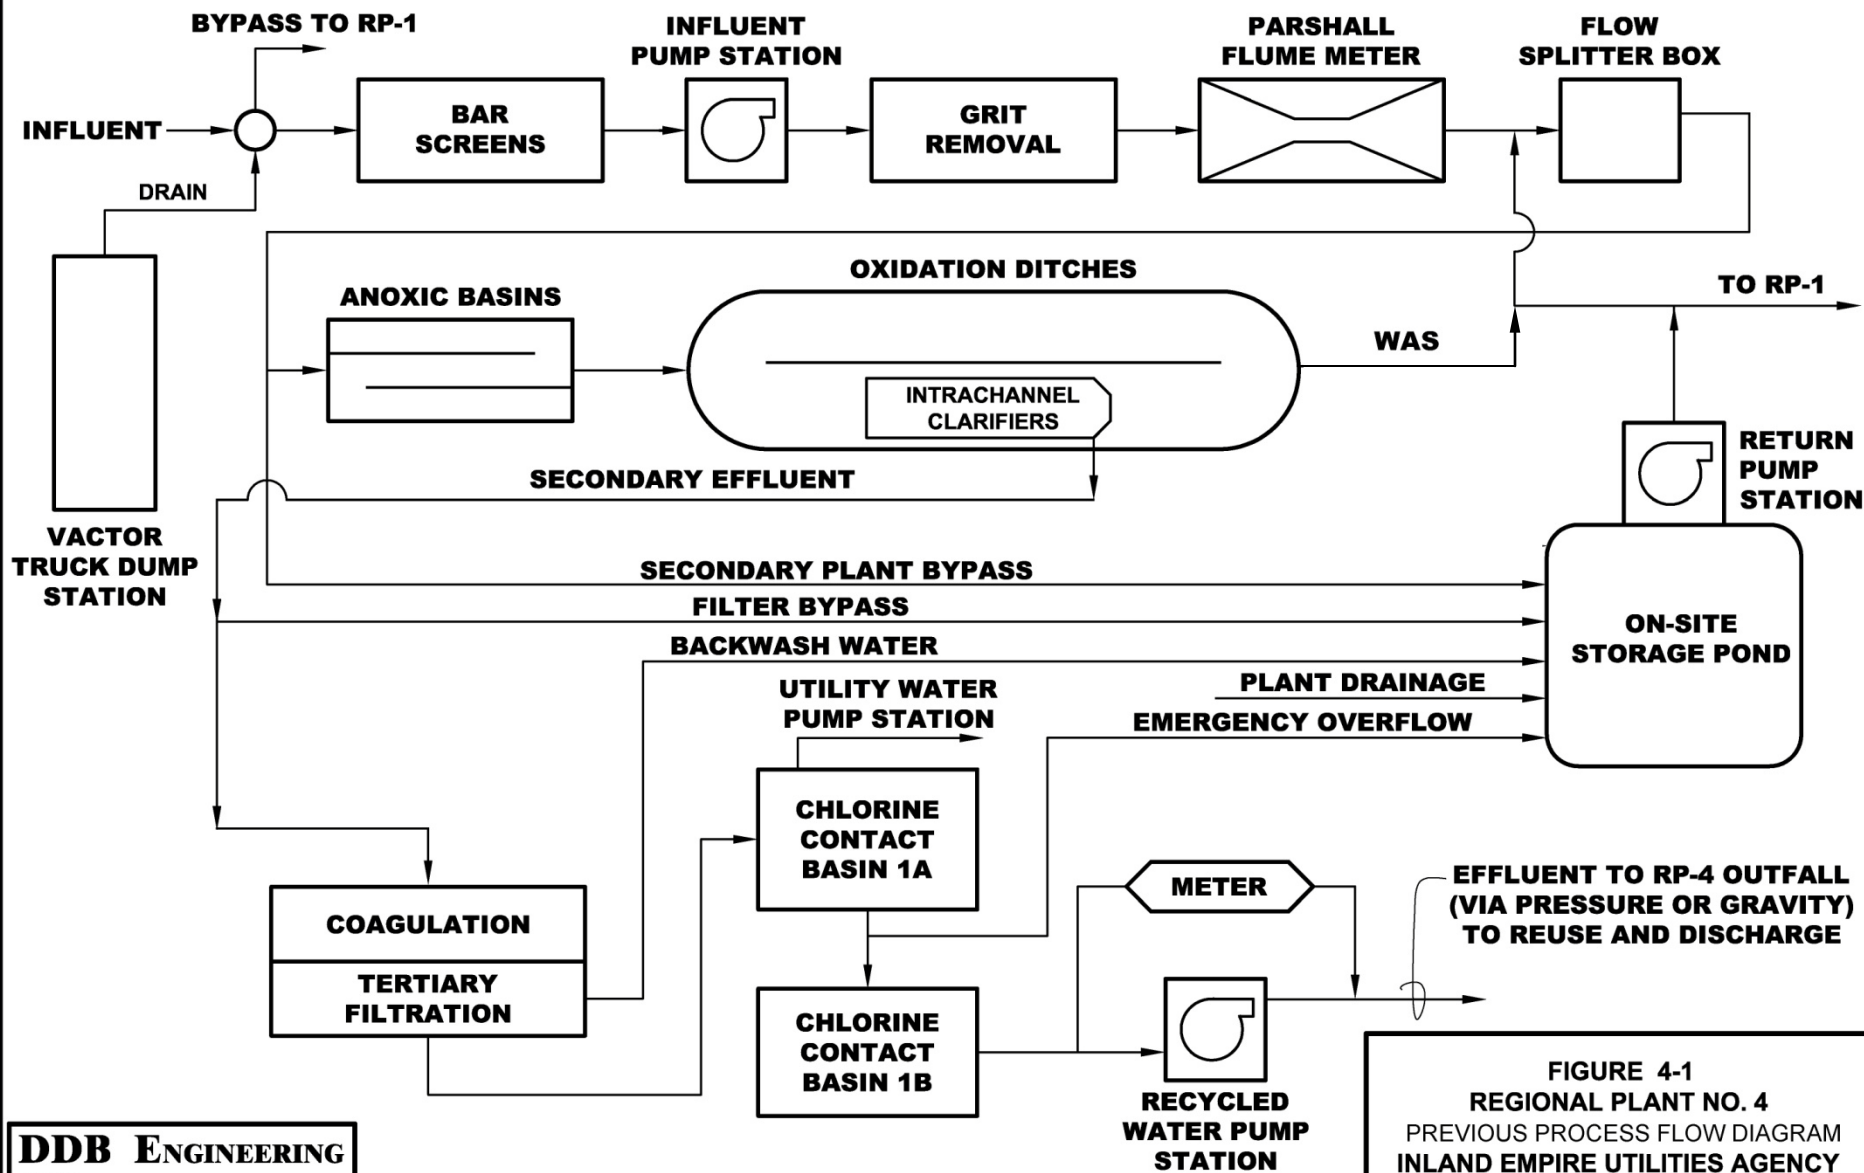 BYPASS TO RP-1
INFLUENT
PUMP STATION
PARSHALL
FLUME METER
FLOW
SPLITTER BOX
INFLUENT
BAR
SCREENS
GRIT
REMOVAL
DRAIN
OXIDATION DITCHES
ANOXIC BASINS
TO RP-1
WAS
INTRACHANNEL
CLARIFIERS
RETURN
PUMP
STATION
SECONDARY EFFLUENT
VACTOR
TRUCK DUMP
STATION
SECONDARY PLANT BYPASS
FILTER BYPASS
ON-SITE
STORAGE POND
BACKWASH WATER
PLANT DRAINAGE
UTILITY WATER
PUMP STATION
EMERGENCY OVERFLOW
CHLORINE
CONTACT
BASIN 1A
METER
EFFLUENT TO RP-4 OUTFALL
(VIA PRESSURE OR GRAVITY)
TO REUSE AND DISCHARGE
COAGULATION
TERTIARY
FILTRATION
CHLORINE
CONTACT
BASIN 1B
RECYCLED
WATER PUMP
STATION
FIGURE 4-1
REGIONAL PLANT NO. 4
PREVIOUS PROCESS FLOW DIAGRAM
INLAND EMPIRE UTILITIES AGENCY
DDB ENGINEERING